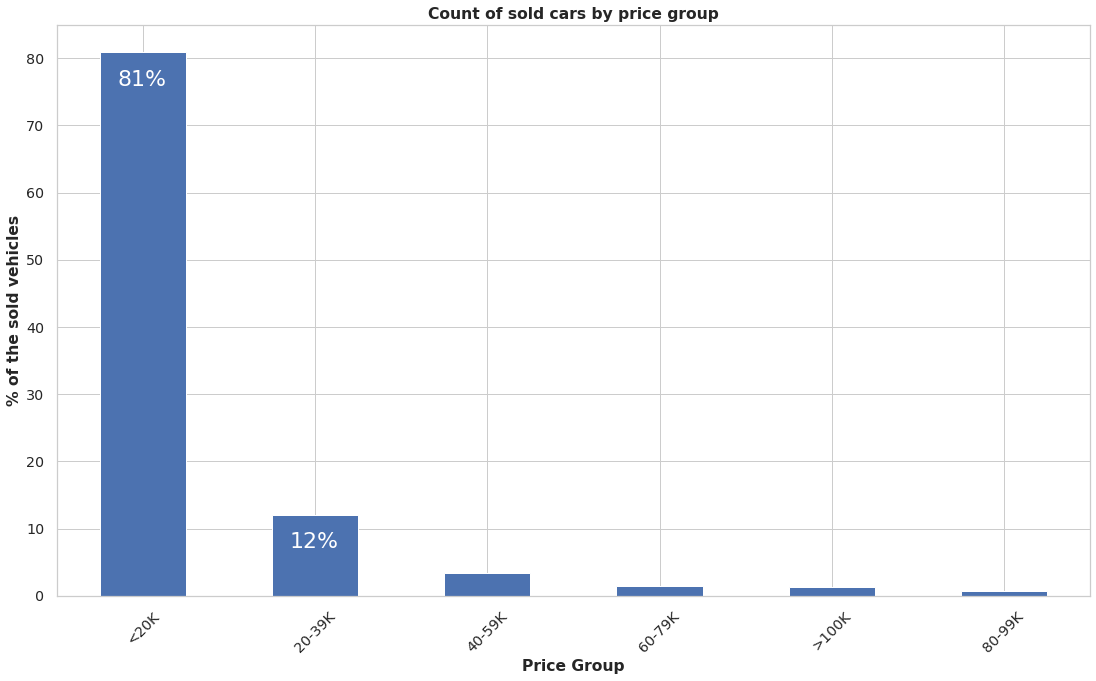 Count of sold cars by price group
% of the sold vehicles
80
70
60
50
40
30
20
10
0
81%
12%
<20K
20-39K
40-59K
60-79K
>100K
80-99K
Price Group